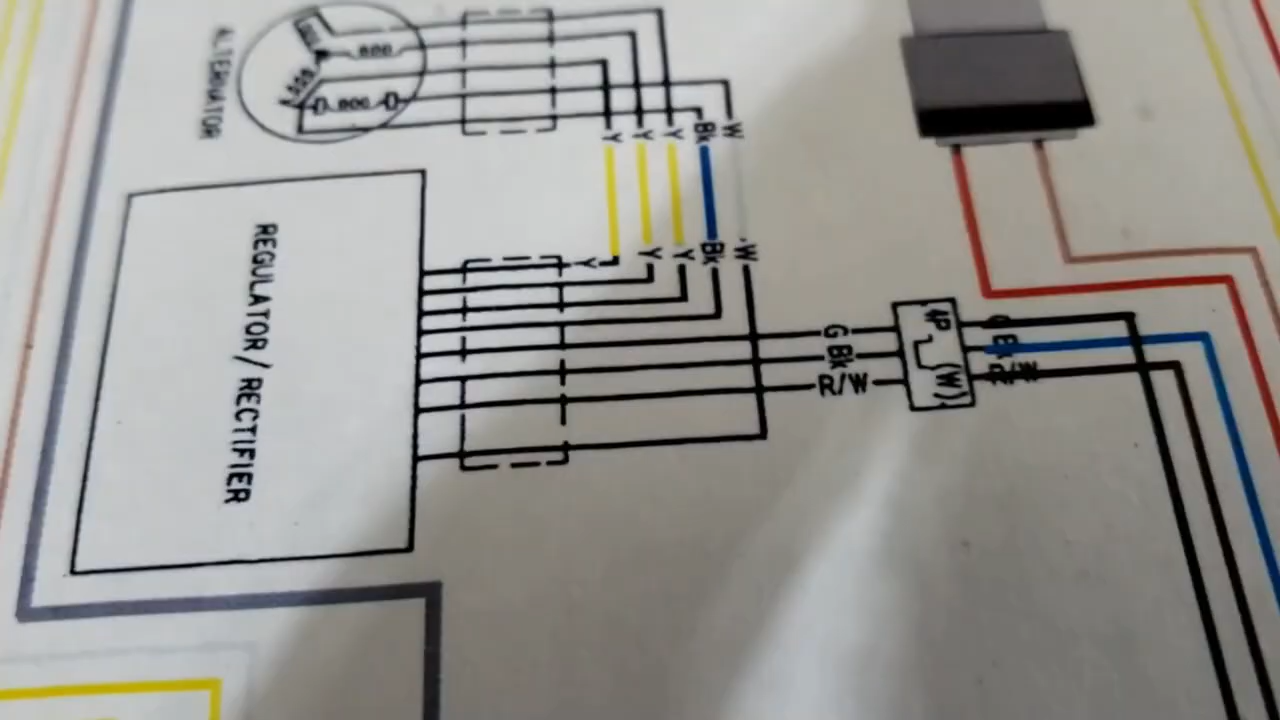 ALTERNATOR
Y
Y
Y
Bk
W
Y
Y
Y
Bk
W
REGULATOR/RECTIFIER
G
Bk
R/W
4P
(W)